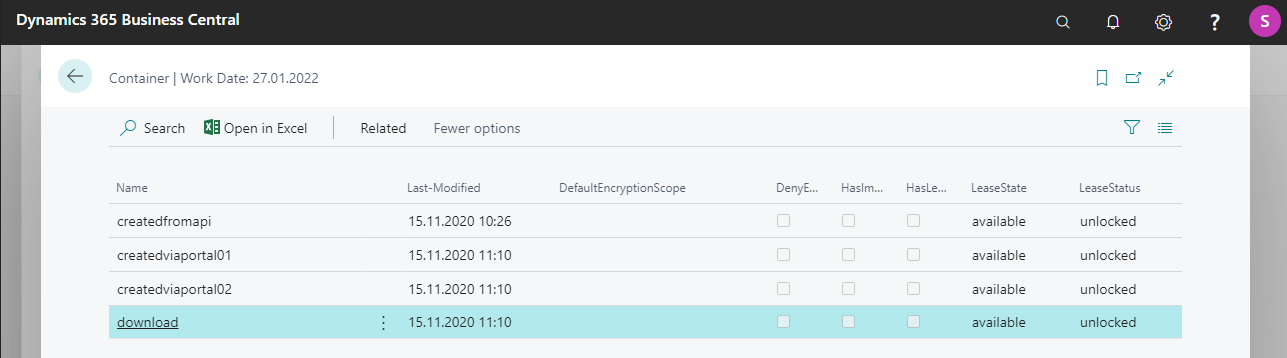 Dynamics 365 Business Central
?
S
Container | Work Date: 27.01.2022
Search Open in Excel Related Fewer options
Name Last-Modified DefaultEncryptionScope DenyE... HasIm... HasLe... LeaseState LeaseStatus
createdfromapi 15.11.2020 10:26 available unlocked
createdviaportal01 15.11.2020 11:10 available unlocked
createdviaportal02 15.11.2020 11:10 available unlocked
download 15.11.2020 11:10 available unlocked